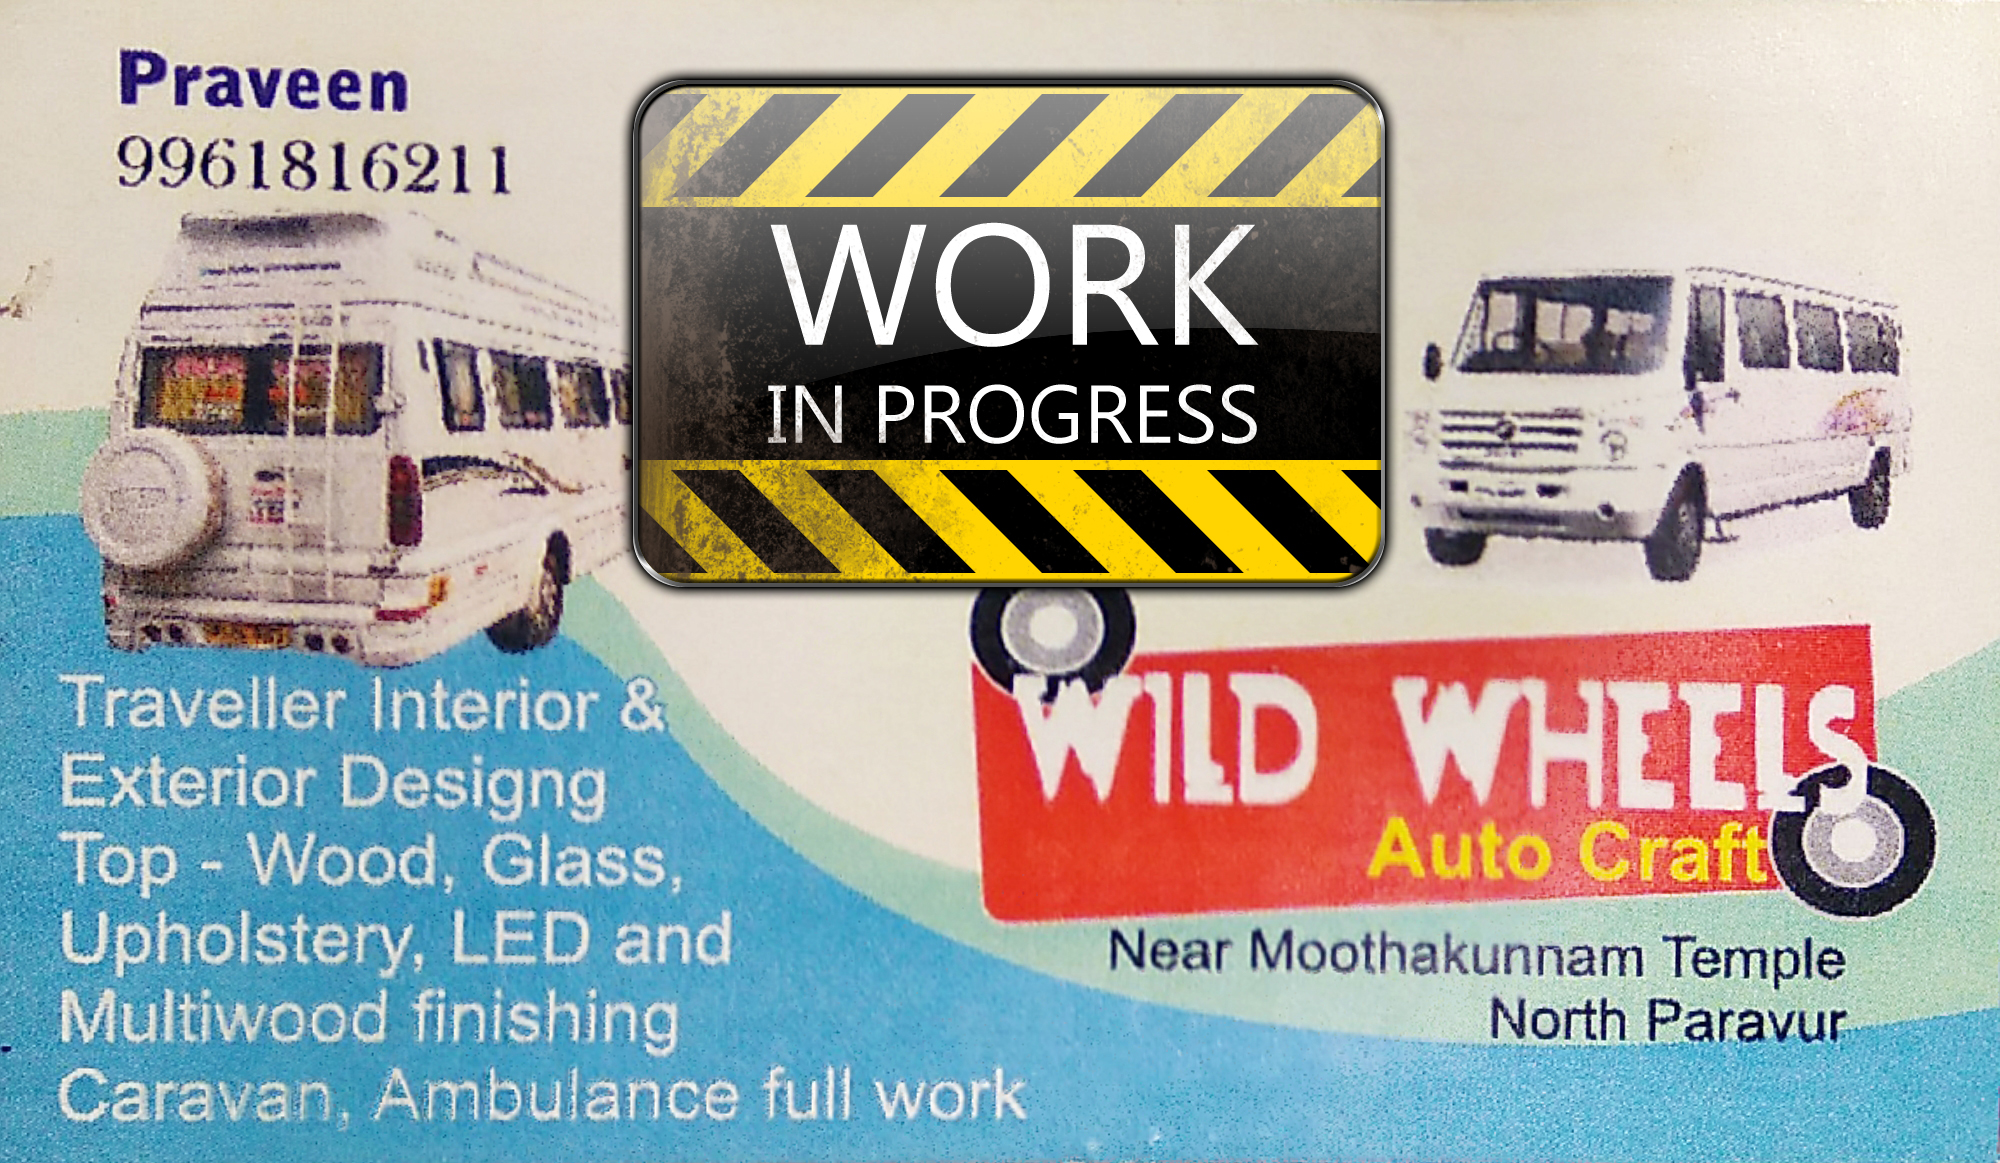 Praveen
9961816211
WORK
IN PROGRESS
Traveller Interior &
Exterior Designg
Top - Wood, Glass,
Upholstery, LED and
Multiwood finishing
Caravan, Ambulance full work
WILD WHEELS
Auto Craft
Near Moothakunnam Temple
North Paravur